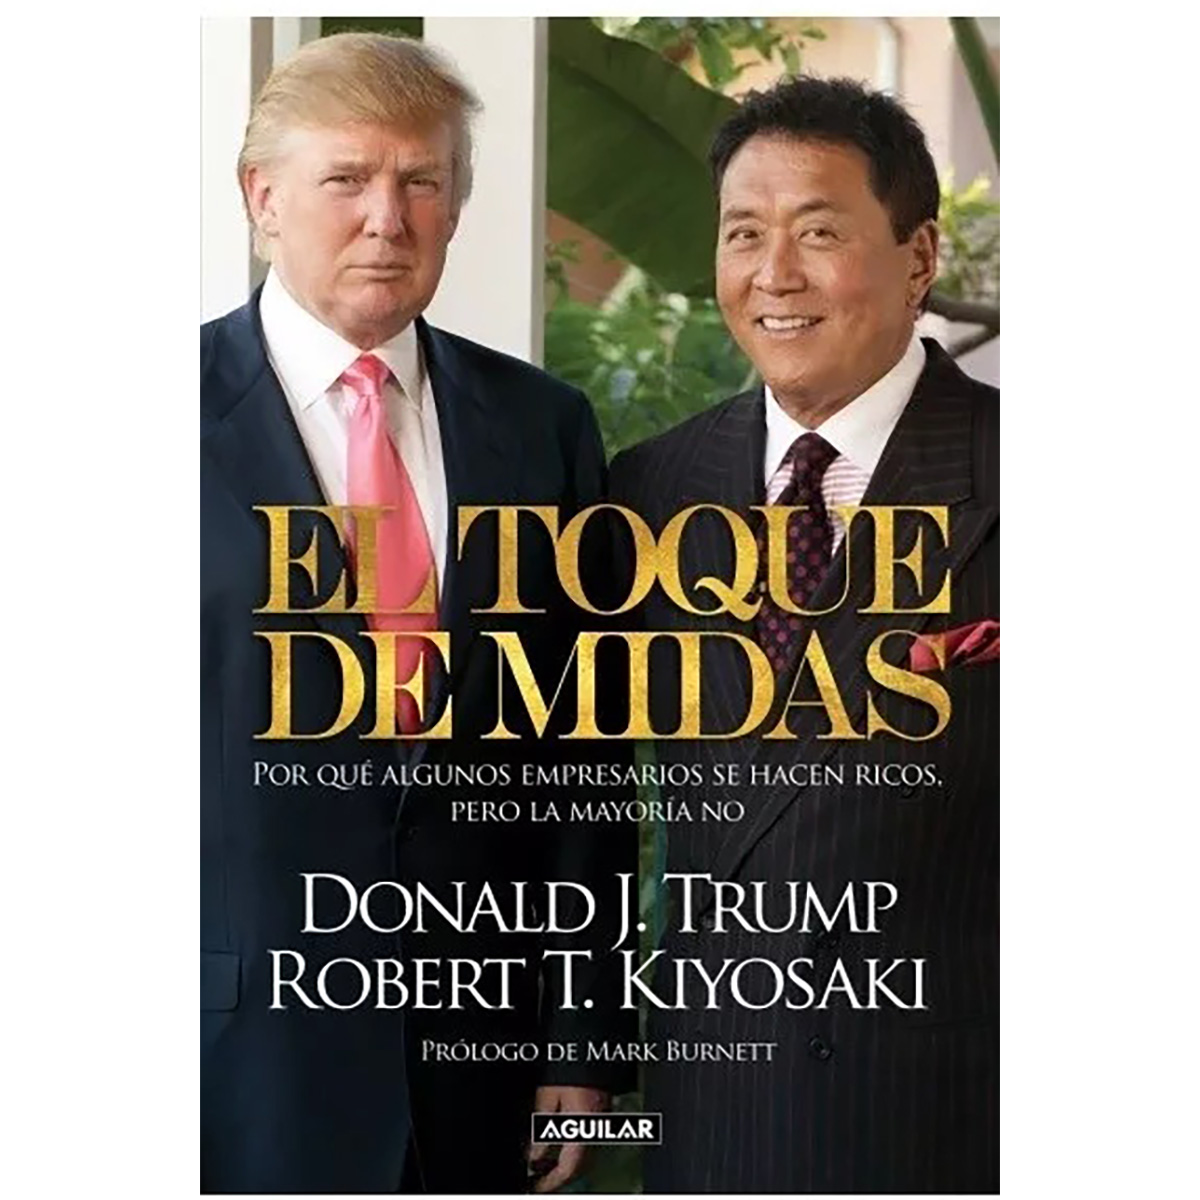 EL TOQUE
DE MIDAS
POR QUÉ ALGUNOS EMPRESARIOS SE HACEN RICOS,
PERO LA MAYORÍA NO
DONALD J. TRUMP
ROBERT T. KIYOSAKI
PRÓLOGO DE MARK BURNETT
AGUILAR